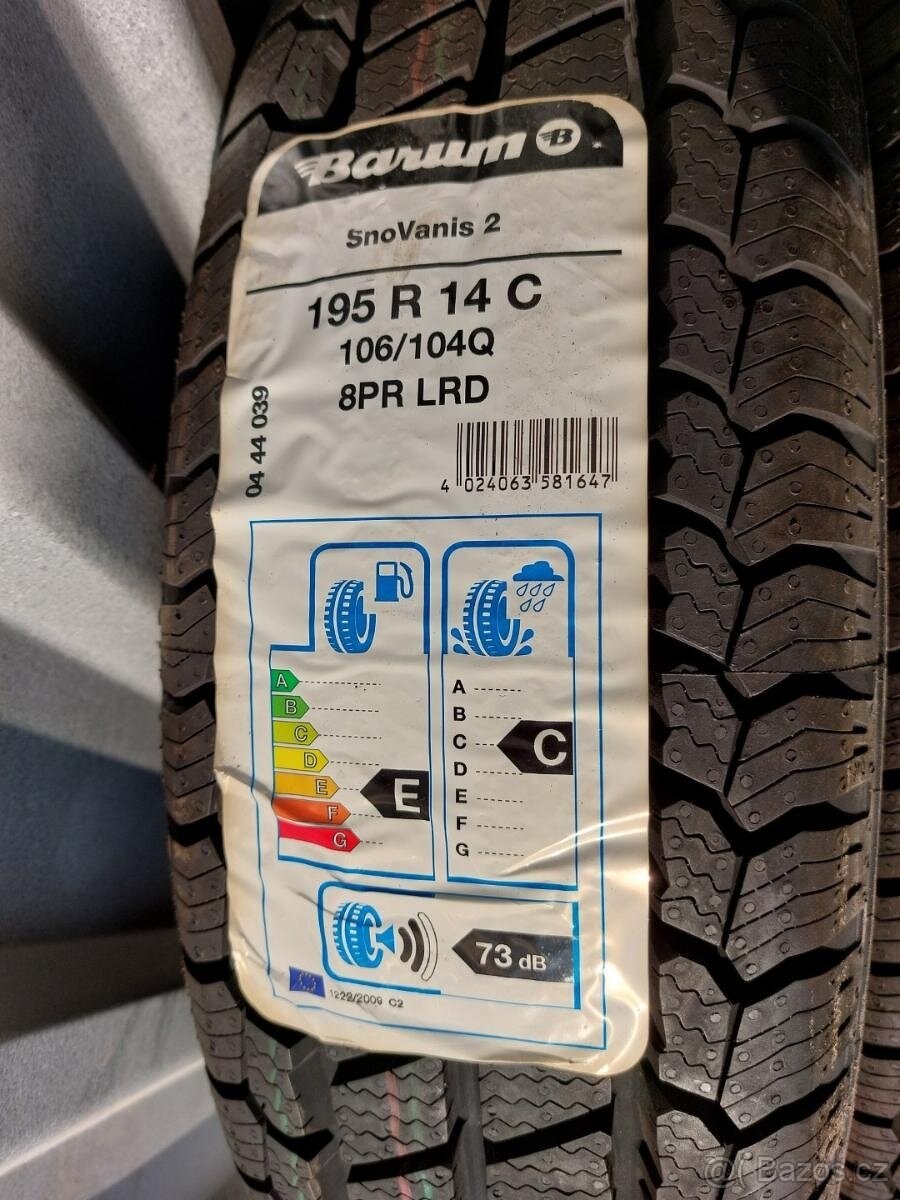 Barum B
SnoVanis 2
195 R 14 C
106/104Q
8PR LRD
04 44 039
4 024063 581647
A
B
C
D
E
F
G
E
A
B
C
D
E
F
G
C
73 dB
1222/2009 C2
@ Bazos.cz